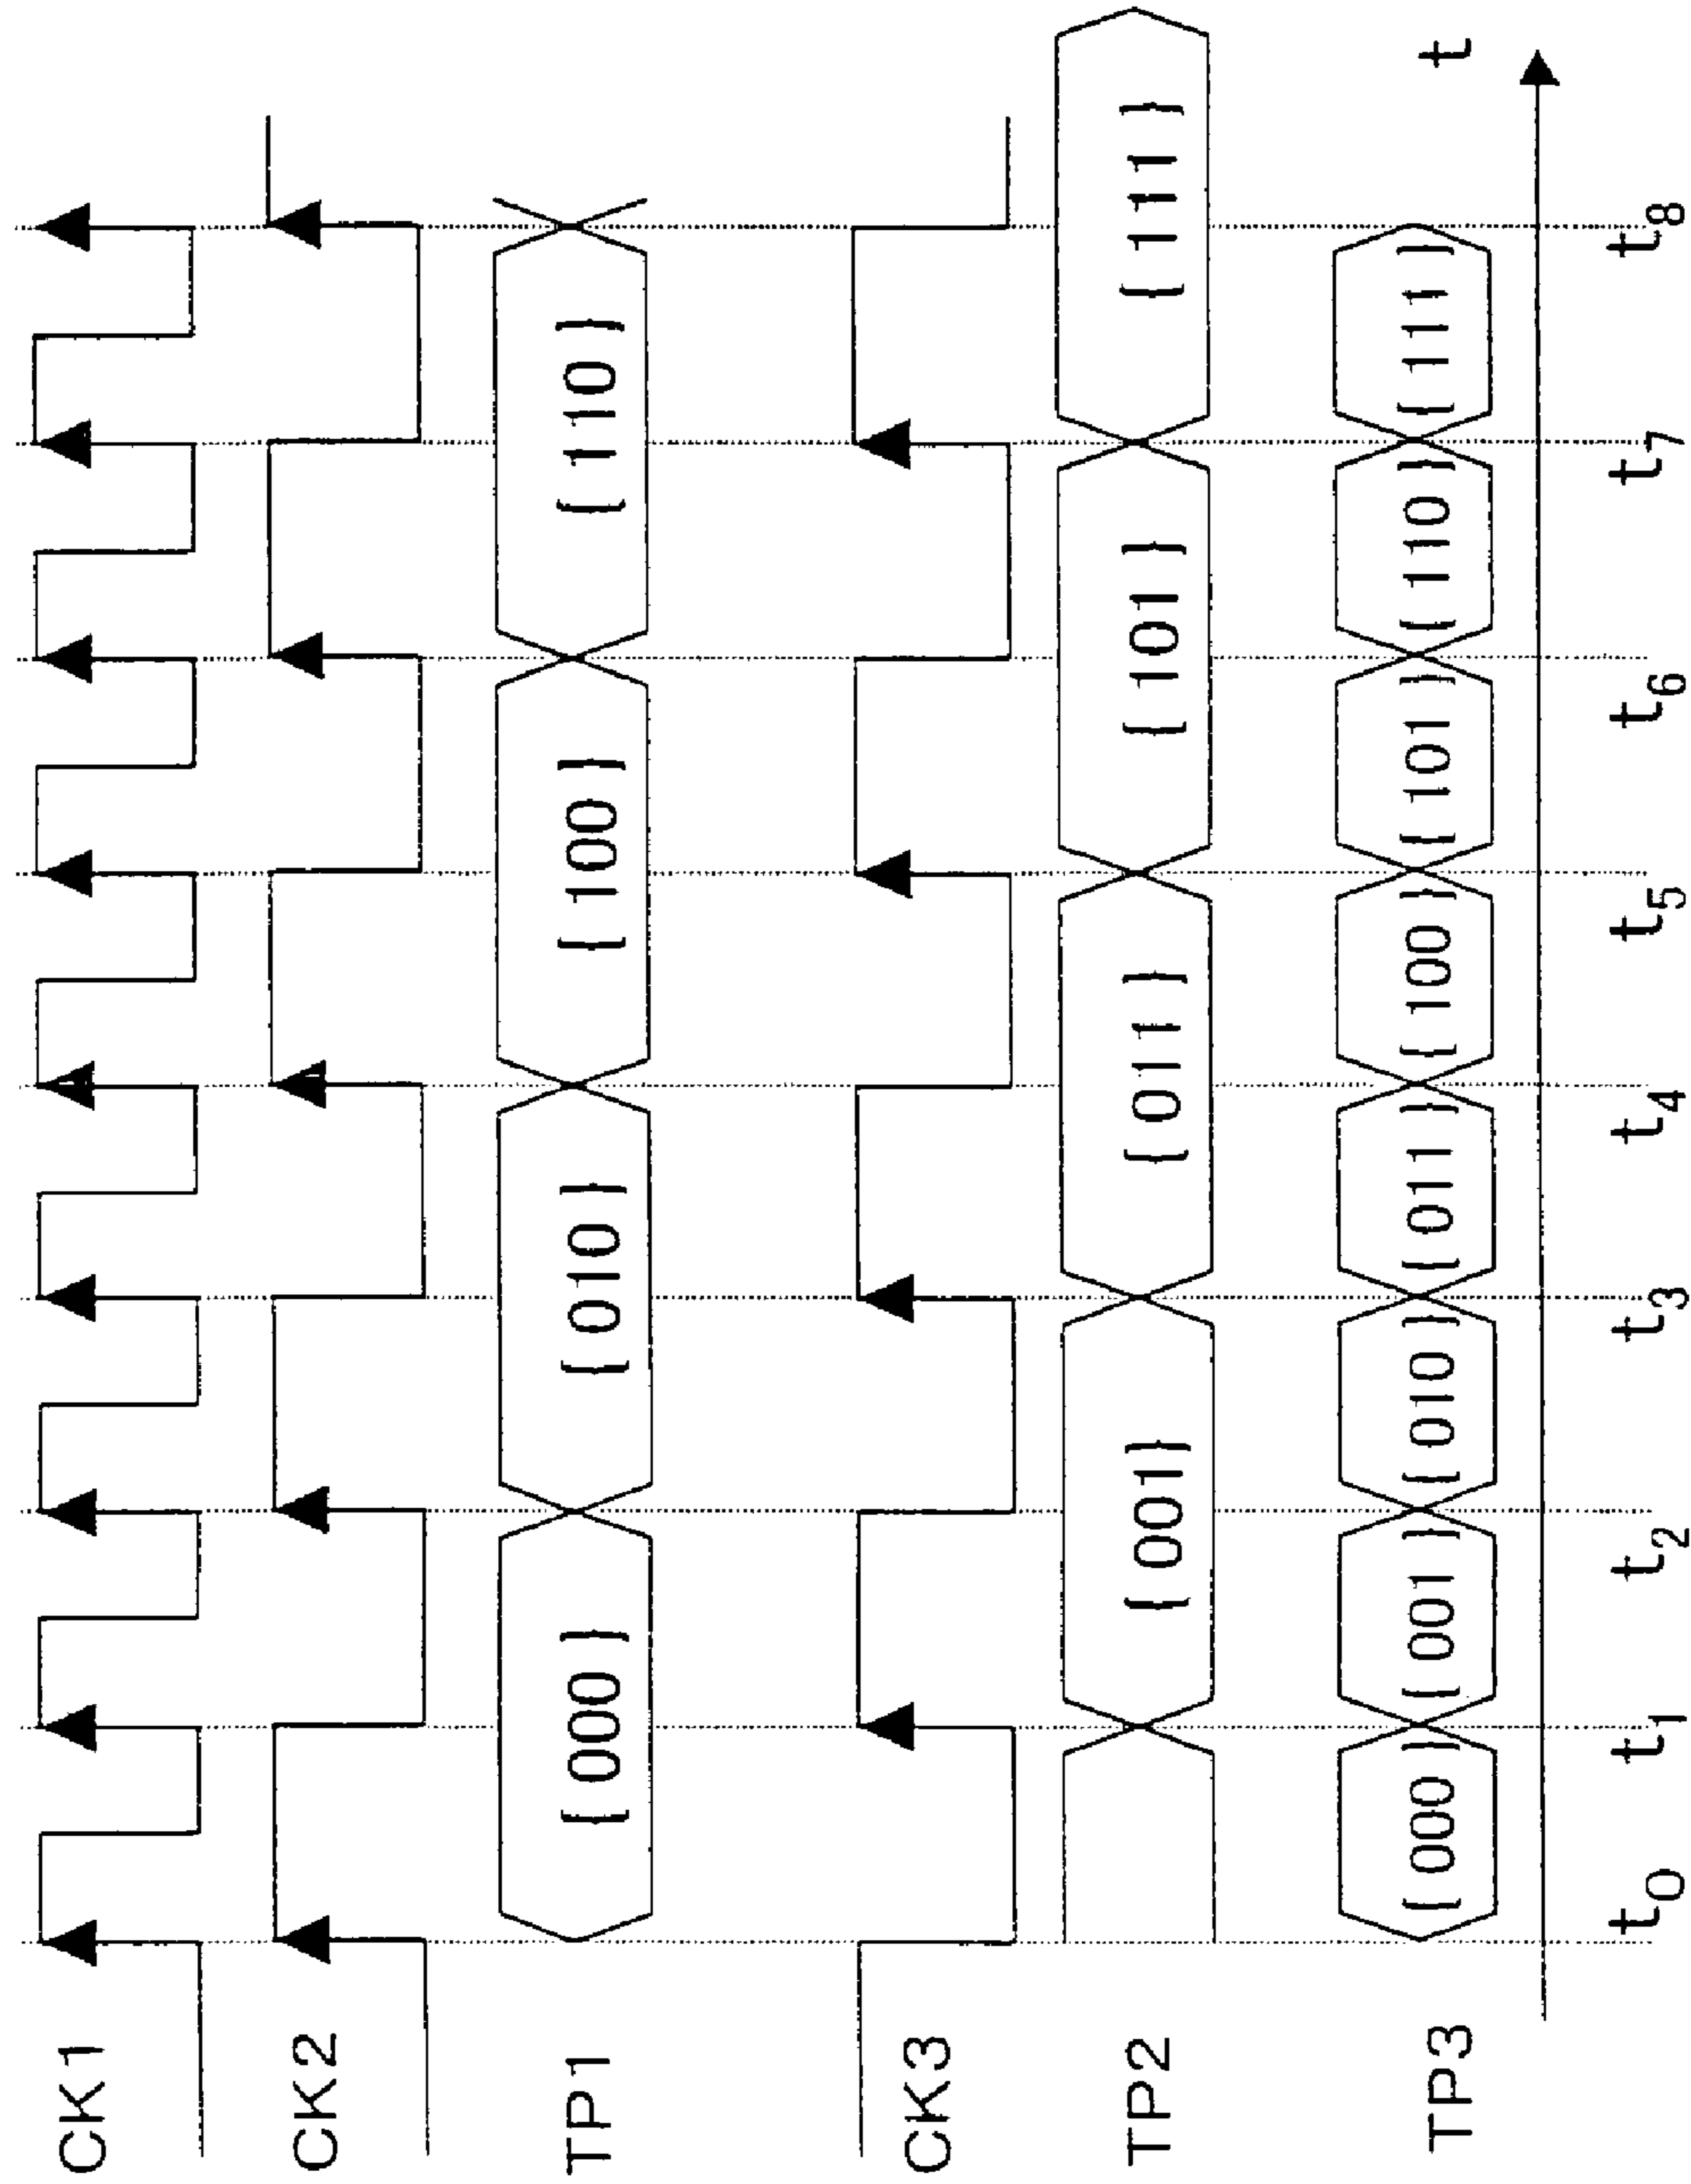 CK1
CK2
TP1 { 000 } { 010 } { 100 } { 110 }
CK3
TP2 { 001 } { 011 } { 101 } { 111 }
TP3 { 000 } { 001 } { 010 } { 011 } { 100 } { 101 } { 110 } { 111 }
t
t0 t1 t2 t3 t4 t5 t6 t7 t8